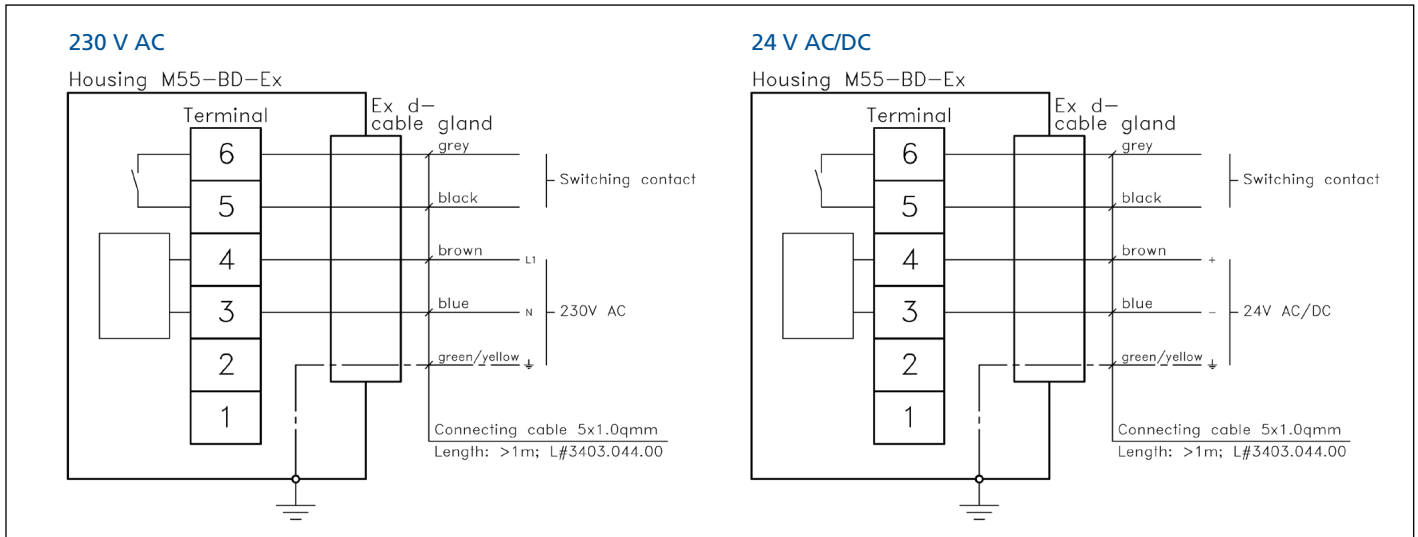 230 V AC
Housing M55-BD-Ex
Terminal
Ex d-
cable gland
6
grey
5
black
Switching contact
4
brown
L1
3
blue
N
230V AC
2
green/yellow
1
Connecting cable 5x1.0qmm
Length: >1m; L#3403.044.00
24 V AC/DC
Housing M55-BD-Ex
Terminal
Ex d-
cable gland
6
grey
5
black
Switching contact
4
brown
+
3
blue
-
24V AC/DC
2
green/yellow
1
Connecting cable 5x1.0qmm
Length: >1m; L#3403.044.00